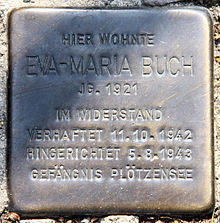 HIER WOHNTE
EVA-MARIA BUCH
JG. 1921
IM WIDERSTAND
VERHAFTET 11.10.1942
HINGERICHTET 5.8.1943
GEFÄNGNIS PLÖTZENSEE